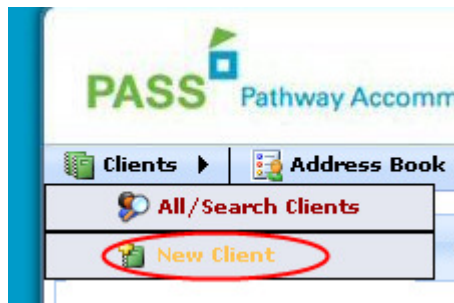 PASS Pathway Accomm
Clients Address Book
All/Search Clients
New Client